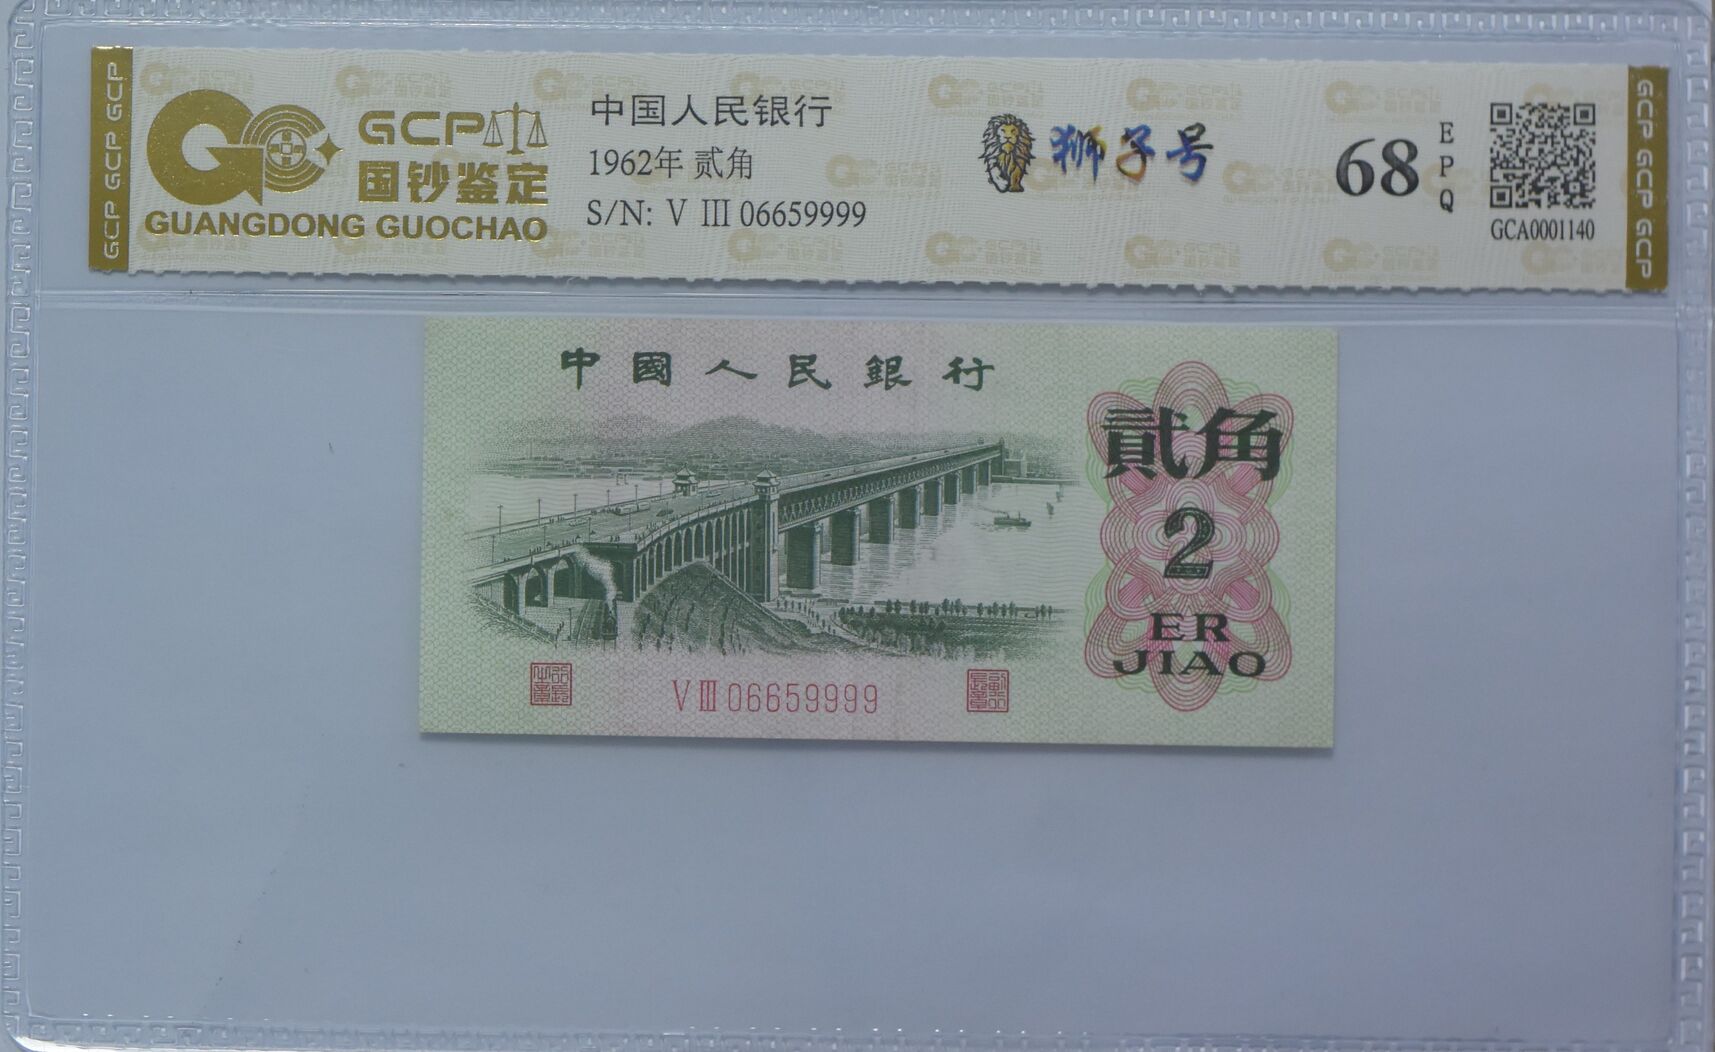 GCP GCP GCP
GCP
国钞鉴定
GUANGDONG GUOCHAO
中国人民银行
1962年 贰角
S/N: V III 06659999
狮子号
68
EPQ
GCA0001140
GCP GCP GCP
中國人民銀行
貳角
2
ER
JIAO
V III 06659999